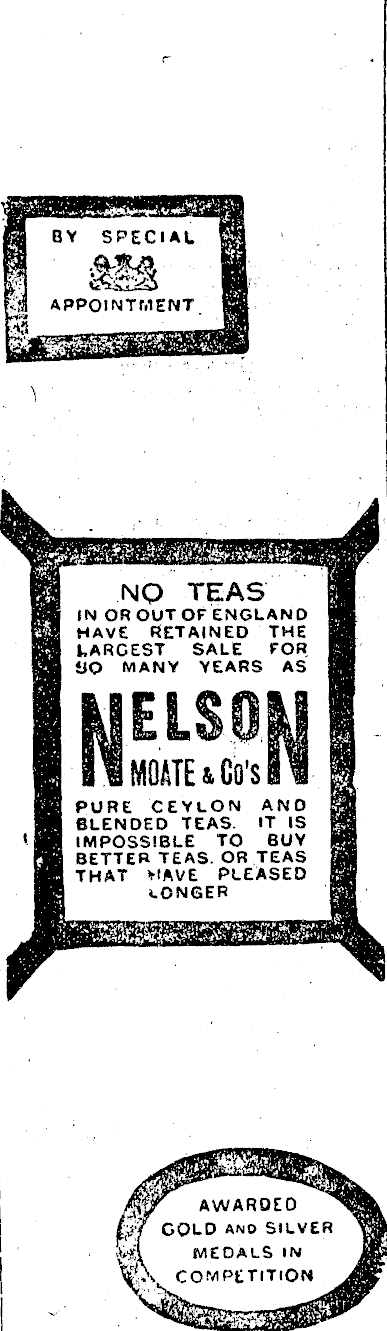 BY SPECIAL
APPOINTMENT
NO TEAS
IN OR OUT OF ENGLAND
HAVE RETAINED THE
LARGEST SALE FOR
SO MANY YEARS AS
NELSON
MOATE & Co's
PURE CEYLON AND
BLENDED TEAS. IT IS
IMPOSSIBLE TO BUY
BETTER TEAS. OR TEAS
THAT HAVE PLEASED
LONGER
AWARDED
GOLD AND SILVER
MEDALS IN
COMPETITION